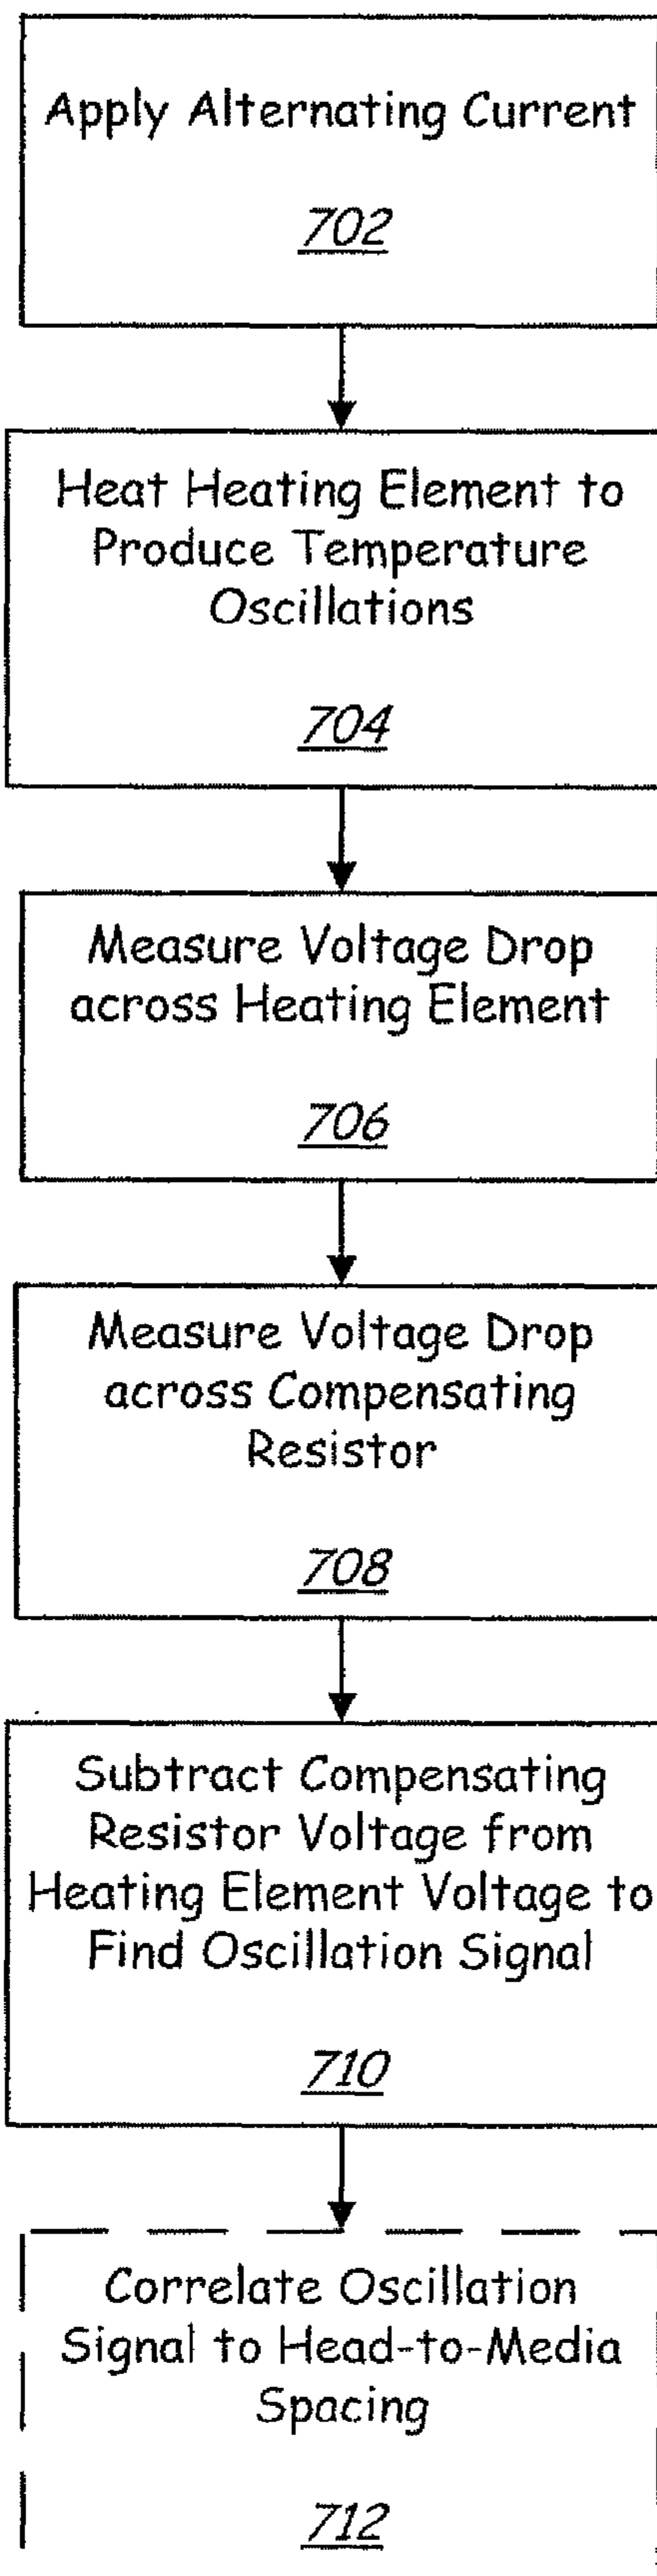 Apply Alternating Current
702
Heat Heating Element to
Produce Temperature
Oscillations
704
Measure Voltage Drop
across Heating Element
706
Measure Voltage Drop
across Compensating
Resistor
708
Subtract Compensating
Resistor Voltage from
Heating Element Voltage to
Find Oscillation Signal
710
Correlate Oscillation
Signal to Head-to-Media
Spacing
712